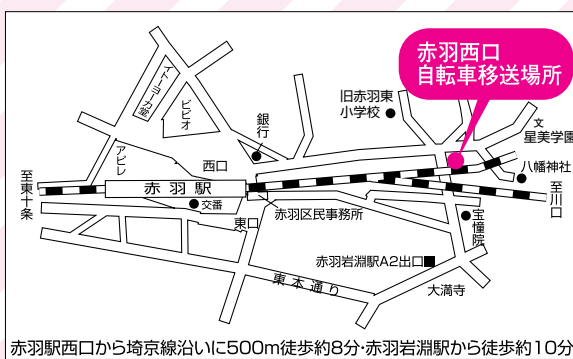 赤羽西口
自転車移送場所
イトーヨーカ堂
ビビオ
銀行
旧赤羽東
小学校
文
星美学園
アピレ
西口
八幡神社
至東十条
赤羽駅
至川口
交番
赤羽区民事務所
東口
宝幢院
赤羽岩淵駅A2出口
東本通り
大満寺
赤羽駅西口から埼京線沿いに500m徒歩約8分・赤羽岩淵駅から徒歩約10分